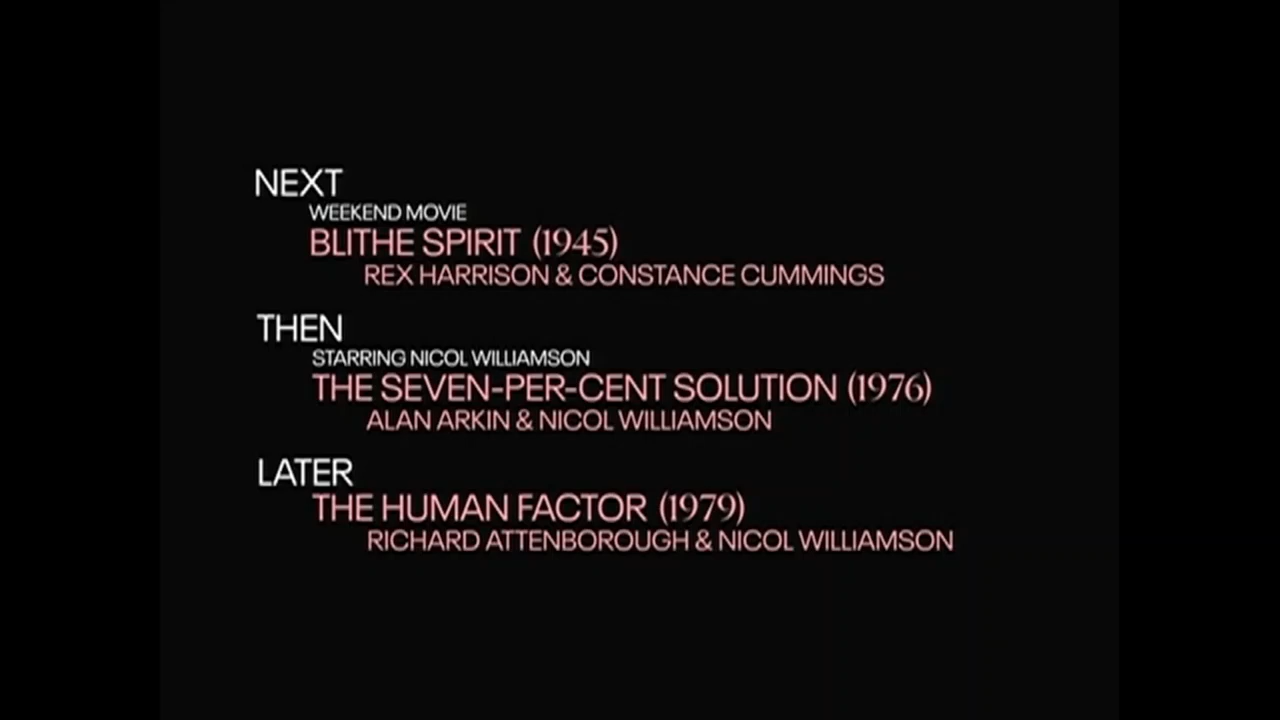 NEXT
WEEKEND MOVIE
BLITHE SPIRIT (1945)
REX HARRISON & CONSTANCE CUMMINGS
THEN
STARRING NICOL WILLIAMSON
THE SEVEN-PER-CENT SOLUTION (1976)
ALAN ARKIN & NICOL WILLIAMSON
LATER
THE HUMAN FACTOR (1979)
RICHARD ATTENBOROUGH & NICOL WILLIAMSON